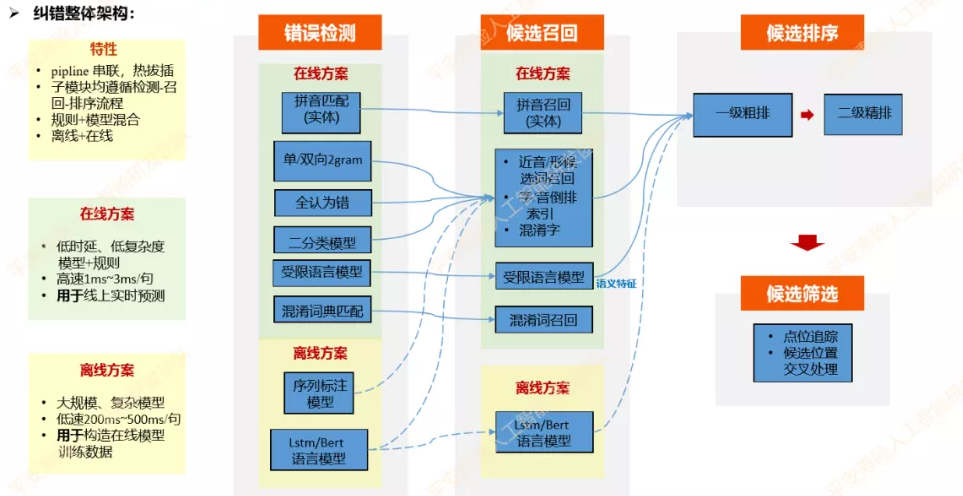 纠错整体架构：
特性
pipline 串联，热拔插
子模块均遵循检测-召
回-排序流程
规则+模型混合
离线+在线
在线方案
低时延、低复杂度
模型+规则
高速1ms~3ms/句
用于线上实时预测
离线方案
大规模、复杂模型
低速200ms~500ms/句
用于构造在线模型
训练数据
错误检测
在线方案
拼音匹配
(实体)
单/双向2gram
全认为错
二分类模型
受限语言模型
混淆词典匹配
离线方案
序列标注
模型
Lstm/Bert
语言模型
候选召回
在线方案
拼音召回
(实体)
近音/形候
选词召回
字/音倒排
索引
混淆字
受限语言模型
语义特征
混淆词召回
离线方案
Lstm/Bert
语言模型
候选排序
一级粗排
二级精排
候选筛选
点位追踪
候选位置
交叉处理